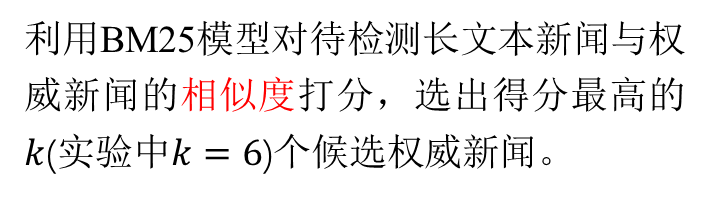 利用BM25模型对待检测长文本新闻与权
威新闻的相似度打分，选出得分最高的
k(实验中k = 6)个候选权威新闻。